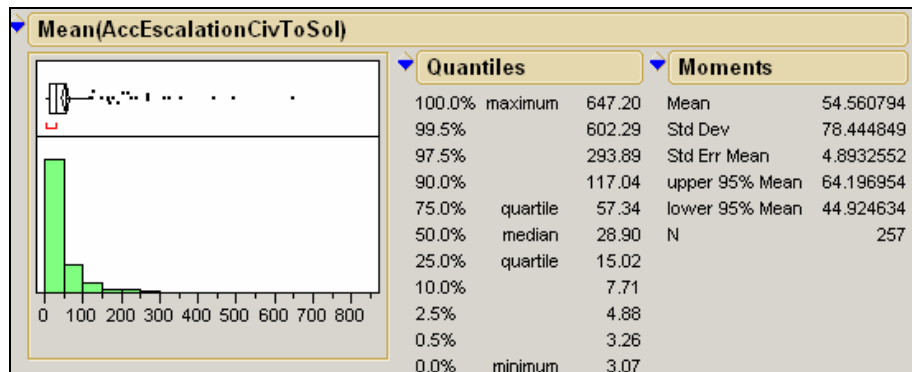 Mean(AccEscalationCivToSol)
Quantiles
100.0% maximum 647.20
99.5% 602.29
97.5% 293.89
90.0% 117.04
75.0% quartile 57.34
50.0% median 28.90
25.0% quartile 15.02
10.0% 7.71
2.5% 4.88
0.5% 3.26
0.0% minimum 3.07
Moments
Mean 54.560794
Std Dev 78.444849
Std Err Mean 4.8932552
upper 95% Mean 64.196954
lower 95% Mean 44.924634
N 257
0 100 200 300 400 500 600 700 800